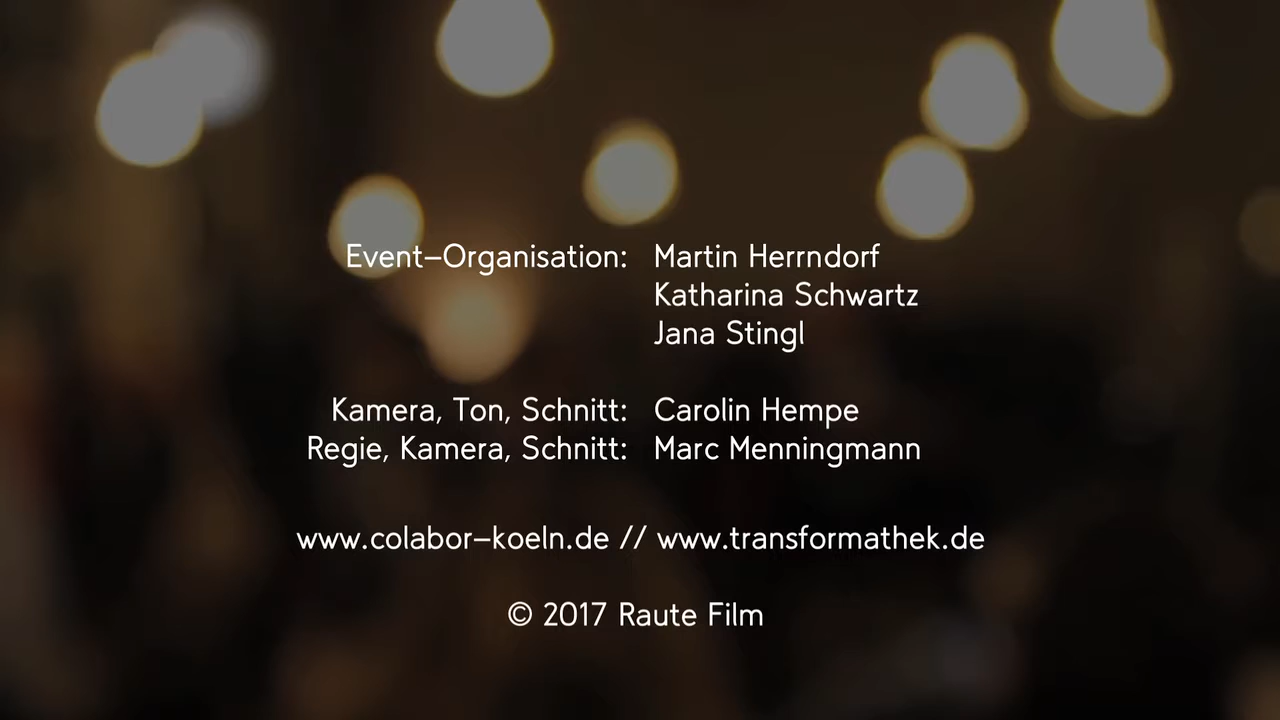 Event-Organisation: Martin Herrndorf
Katharina Schwartz
Jana Stingl
Kamera, Ton, Schnitt: Carolin Hempe
Regie, Kamera, Schnitt: Marc Menningmann
www.colabor-koeln.de // www.transformathek.de
© 2017 Raute Film